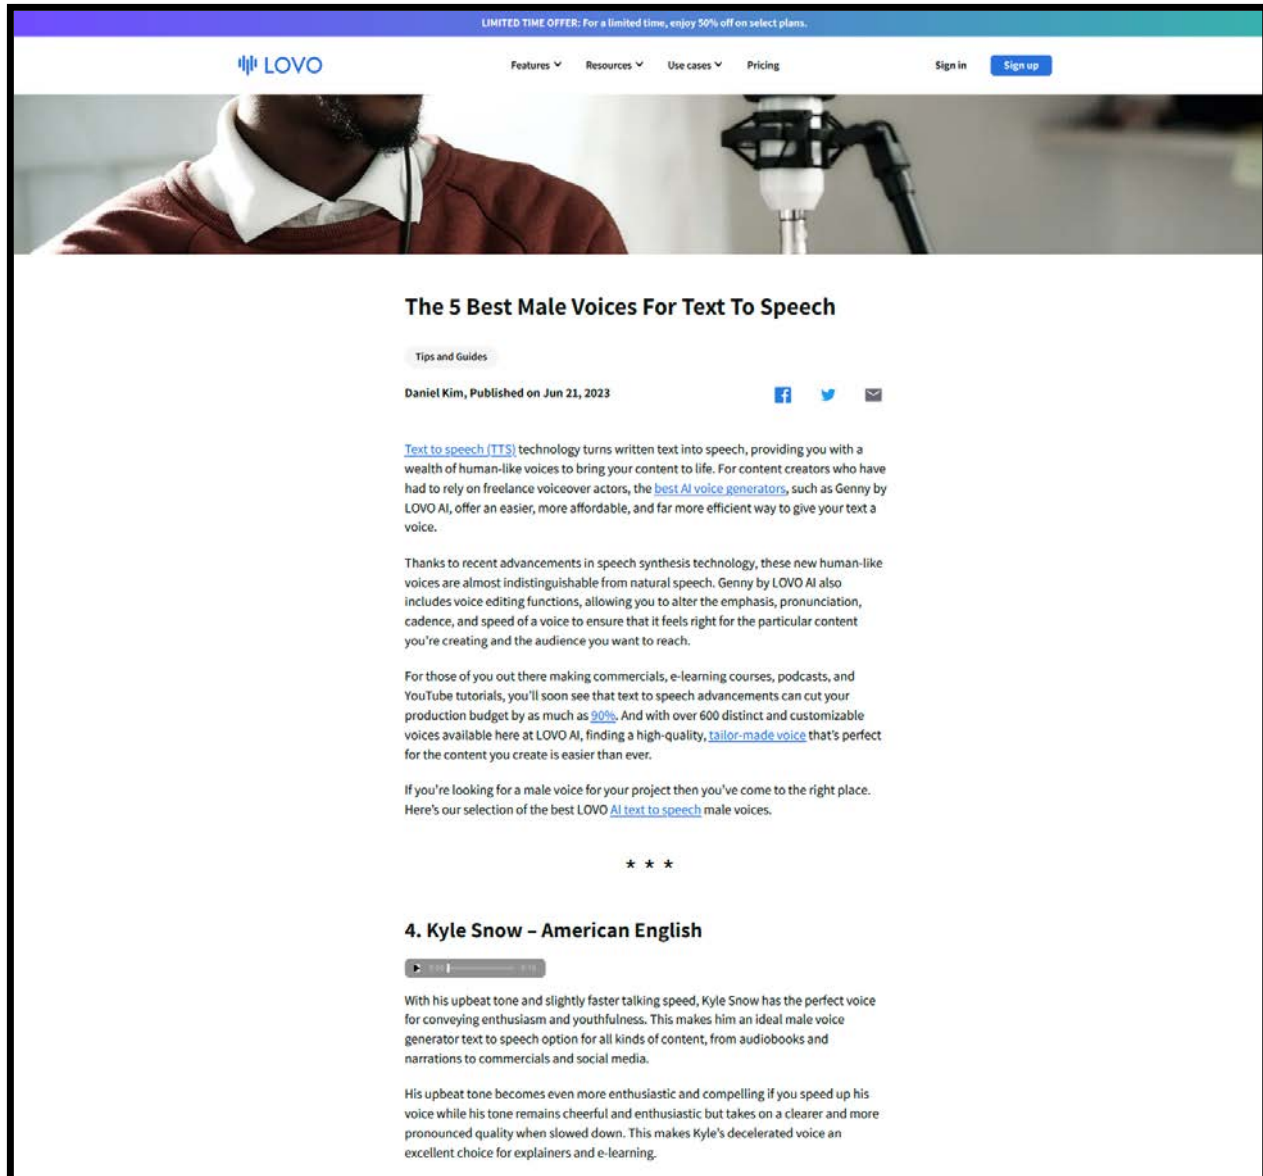 LIMITED TIME OFFER: For a limited time, enjoy 50% off on select plans.
LOVO
Features
Resources
Use cases
Pricing
Sign in
Sign up
The 5 Best Male Voices For Text To Speech
Tips and Guides
Daniel Kim, Published on Jun 21, 2023
Text to speech (TTS) technology turns written text into speech, providing you with a
wealth of human-like voices to bring your content to life. For content creators who have
had to rely on freelance voiceover actors, the best AI voice generators, such as Genny by
LOVO AI, offer an easier, more affordable, and far more efficient way to give your text a
voice.
Thanks to recent advancements in speech synthesis technology, these new human-like
voices are almost indistinguishable from natural speech. Genny by LOVO AI also
includes voice editing functions, allowing you to alter the emphasis, pronunciation,
cadence, and speed of a voice to ensure that it feels right for the particular content
you're creating and the audience you want to reach.
For those of you out there making commercials, e-learning courses, podcasts, and
YouTube tutorials, you'll soon see that text to speech advancements can cut your
production budget by as much as 90%. And with over 600 distinct and customizable
voices available here at LOVO AI, finding a high-quality, tailor-made voice that's perfect
for the content you create is easier than ever.
If you're looking for a male voice for your project then you've come to the right place.
Here's our selection of the best LOVO AI text to speech male voices.
* * *
4. Kyle Snow – American English
With his upbeat tone and slightly faster talking speed, Kyle Snow has the perfect voice
for conveying enthusiasm and youthfulness. This makes him an ideal male voice
generator text to speech option for all kinds of content, from audiobooks and
narrations to commercials and social media.
His upbeat tone becomes even more enthusiastic and compelling if you speed up his
voice while his tone remains cheerful and enthusiastic but takes on a clearer and more
pronounced quality when slowed down. This makes Kyle's decelerated voice an
excellent choice for explainers and e-learning.